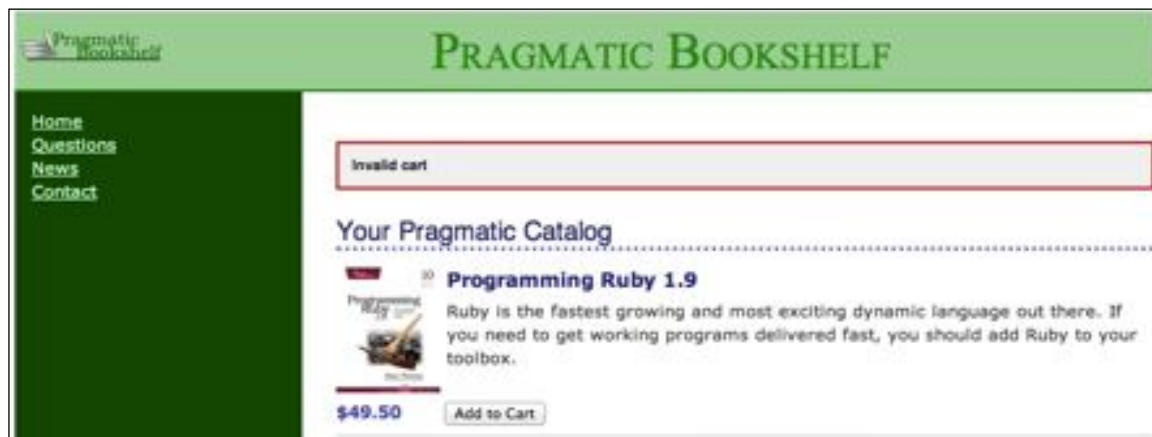 Pragmatic
Bookshelf
PRAGMATIC BOOKSHELF
Home
Questions
News
Contact
Invalid cart
Your Pragmatic Catalog
Programming
Ruby
Programming Ruby 1.9
Ruby is the fastest growing and most exciting dynamic language out there. If
you need to get working programs delivered fast, you should add Ruby to your
toolbox.
$49.50
Add to Cart